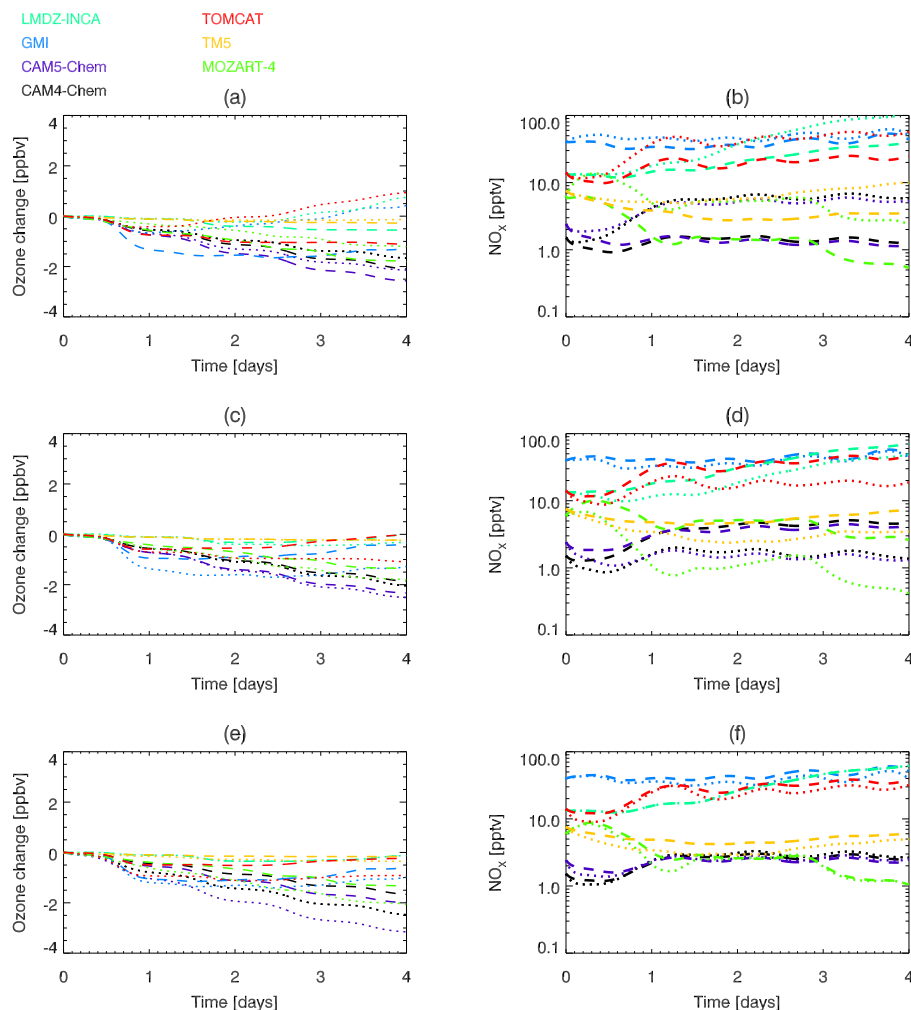 LMDZ-INCA
TOMCAT
GMI
TM5
CAM5-Chem
MOZART-4
CAM4-Chem
(a)
Ozone change [ppbv]
4
2
0
-2
-4
0 1 2 3 4
Time [days]
(b)
NOX [pptv]
100.0
10.0
1.0
0.1
0 1 2 3 4
Time [days]
(c)
Ozone change [ppbv]
4
2
0
-2
-4
0 1 2 3 4
Time [days]
(d)
NOX [pptv]
100.0
10.0
1.0
0.1
0 1 2 3 4
Time [days]
(e)
Ozone change [ppbv]
4
2
0
-2
-4
0 1 2 3 4
Time [days]
(f)
NOX [pptv]
100.0
10.0
1.0
0.1
0 1 2 3 4
Time [days]